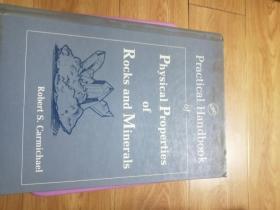 Practical Handbook
of
Physical Properties
of
Rocks and Minerals
Robert S. Carmichael